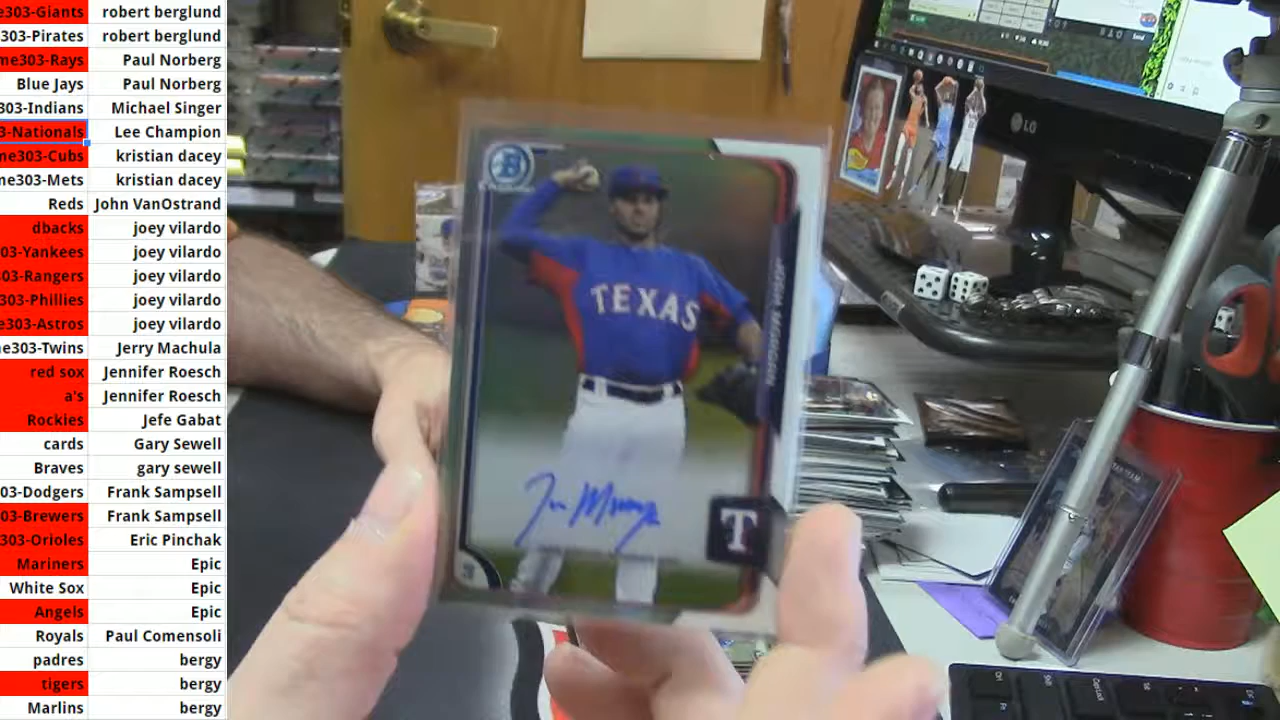 e303-Giants robert berglund
303-Pirates robert berglund
me303-Rays Paul Norberg
Blue Jays Paul Norberg
303-Indians Michael Singer
3-Nationals Lee Champion
me303-Cubs kristian dacey
ne303-Mets kristian dacey
Reds John VanOstrand
dbacks joey vilardo
03-Yankees joey vilardo
03-Rangers joey vilardo
03-Phillies joey vilardo
e303-Astros joey vilardo
e303-Twins Jerry Machula
red sox Jennifer Roesch
a's Jennifer Roesch
Rockies Jefe Gabat
cards Gary Sewell
Braves gary sewell
03-Dodgers Frank Sampsell
03-Brewers Frank Sampsell
03-Orioles Eric Pinchak
Mariners Epic
White Sox Epic
Angels Epic
Royals Paul Comensoli
padres bergy
tigers bergy
Marlins bergy
B
TEXAS
T
LG